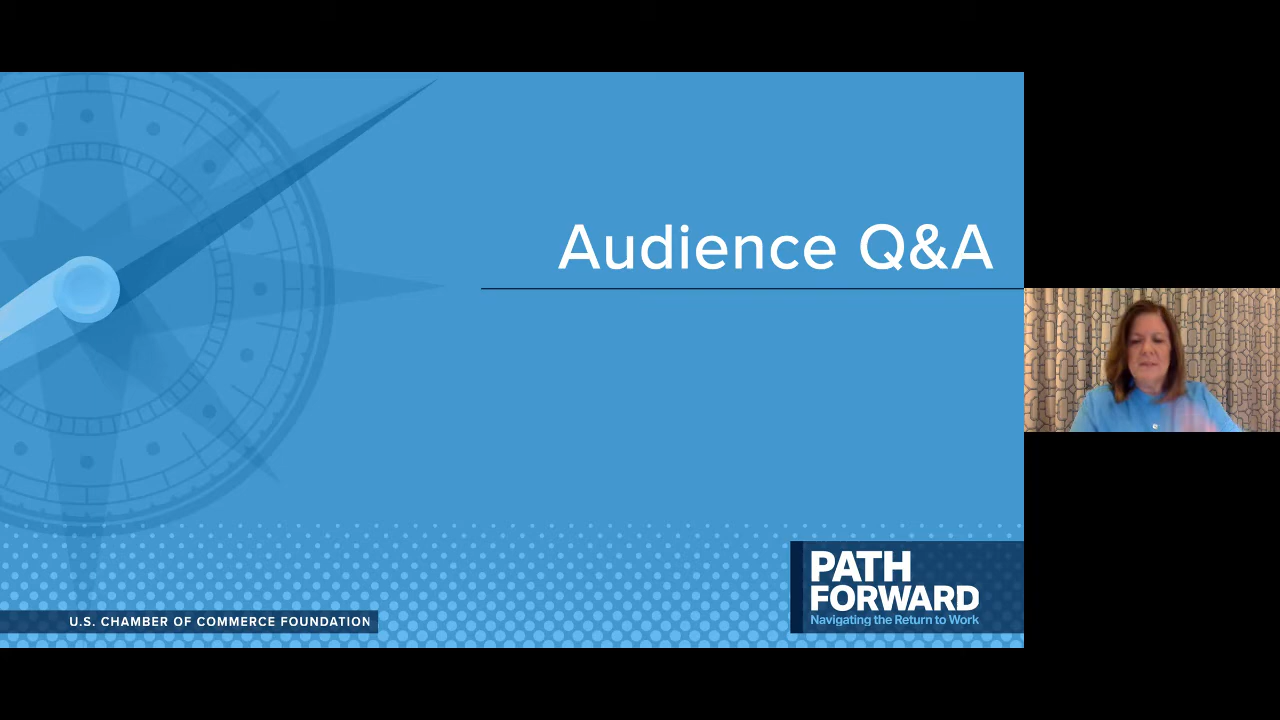 Audience Q&A
U.S. CHAMBER OF COMMERCE FOUNDATION
PATH
FORWARD
Navigating the Return to Work